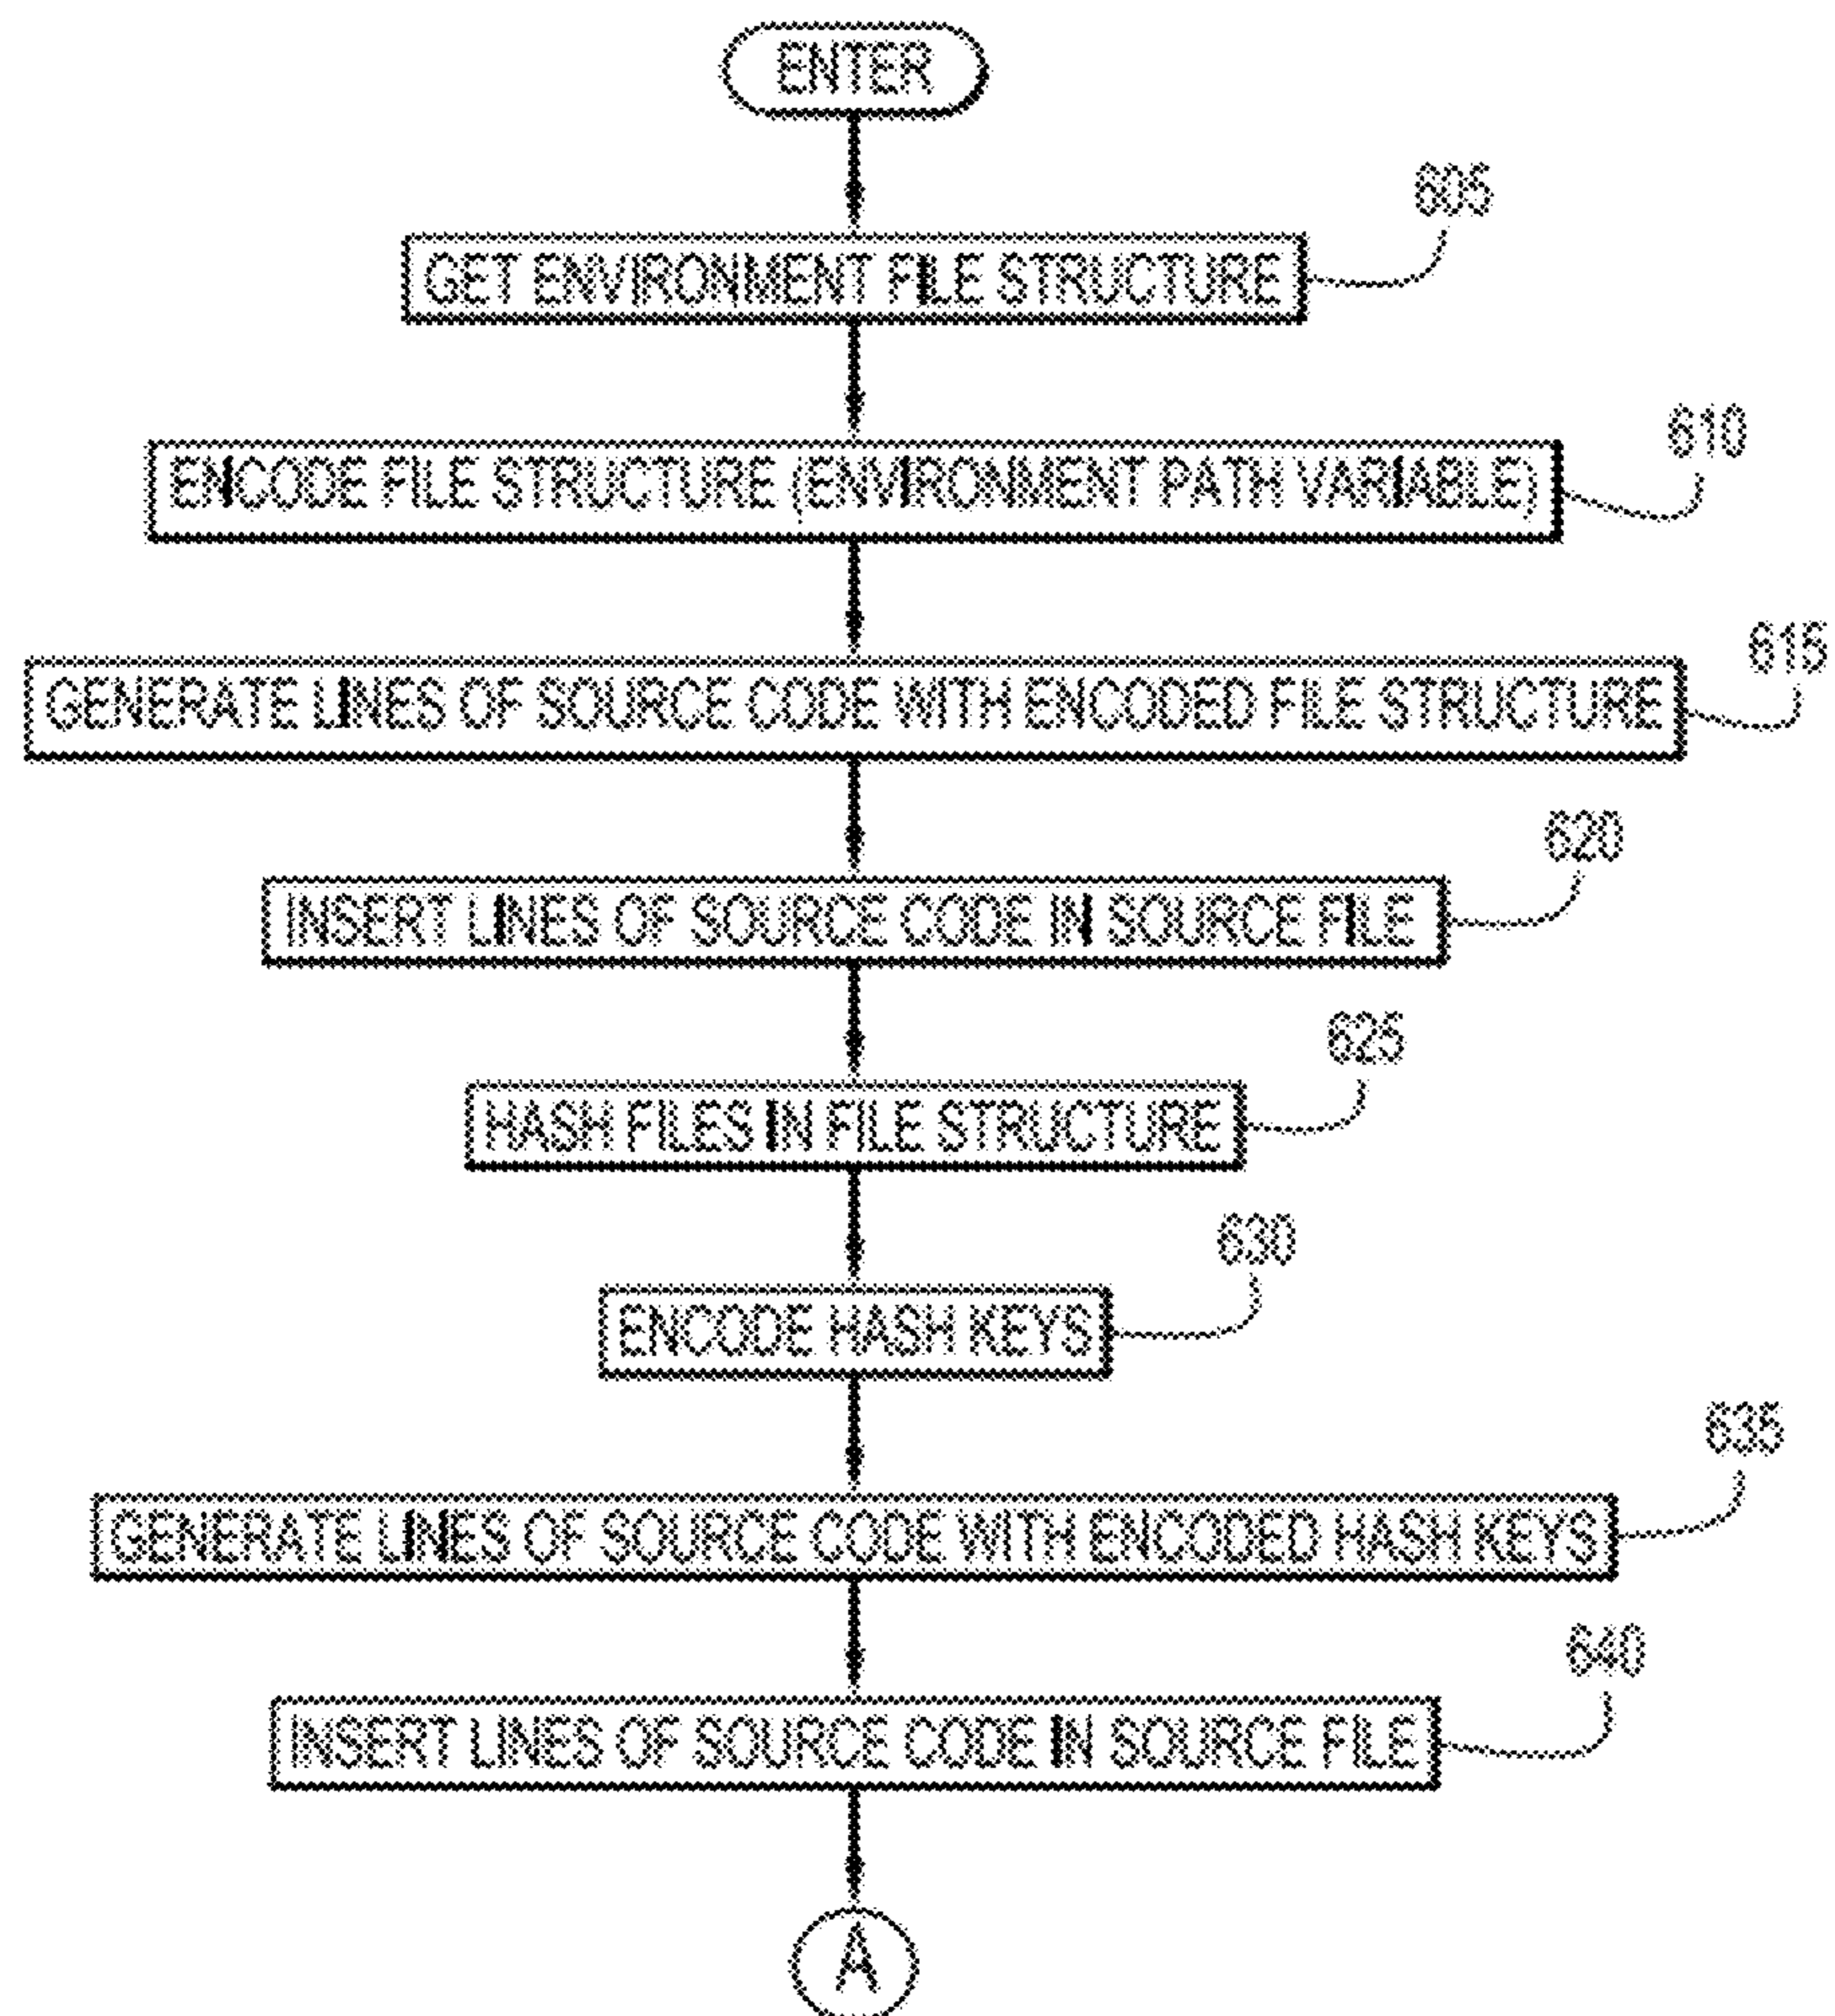 ENTER
605
GET ENVIRONMENT FILE STRUCTURE
610
ENCODE FILE STRUCTURE (ENVIRONMENT PATH VARIABLE)
615
GENERATE LINES OF SOURCE CODE WITH ENCODED FILE STRUCTURE
620
INSERT LINES OF SOURCE CODE IN SOURCE FILE
625
HASH FILES IN FILE STRUCTURE
630
ENCODE HASH KEYS
635
GENERATE LINES OF SOURCE CODE WITH ENCODED HASH KEYS
640
INSERT LINES OF SOURCE CODE IN SOURCE FILE
A